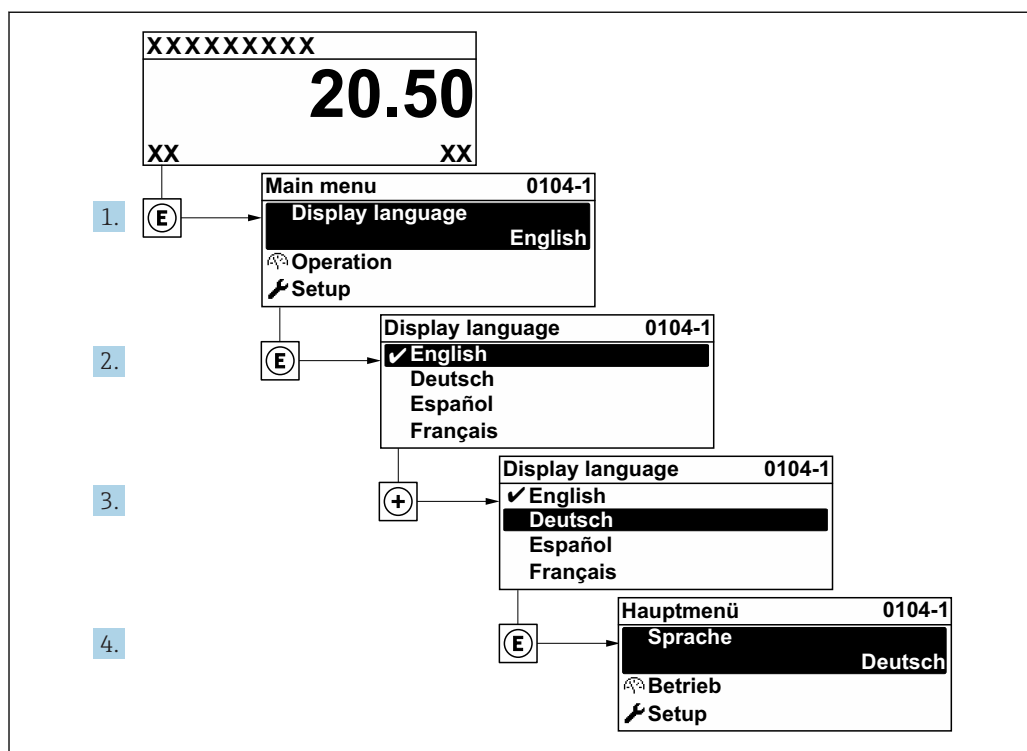 XXXXXXXXX
20.50
XX XX
1. E
Main menu 0104-1
Display language
English
Operation
Setup
2. E
Display language 0104-1
✔English
Deutsch
Español
Français
3. +
Display language 0104-1
✔English
Deutsch
Español
Français
4. E
Hauptmenü 0104-1
Sprache
Deutsch
Betrieb
Setup